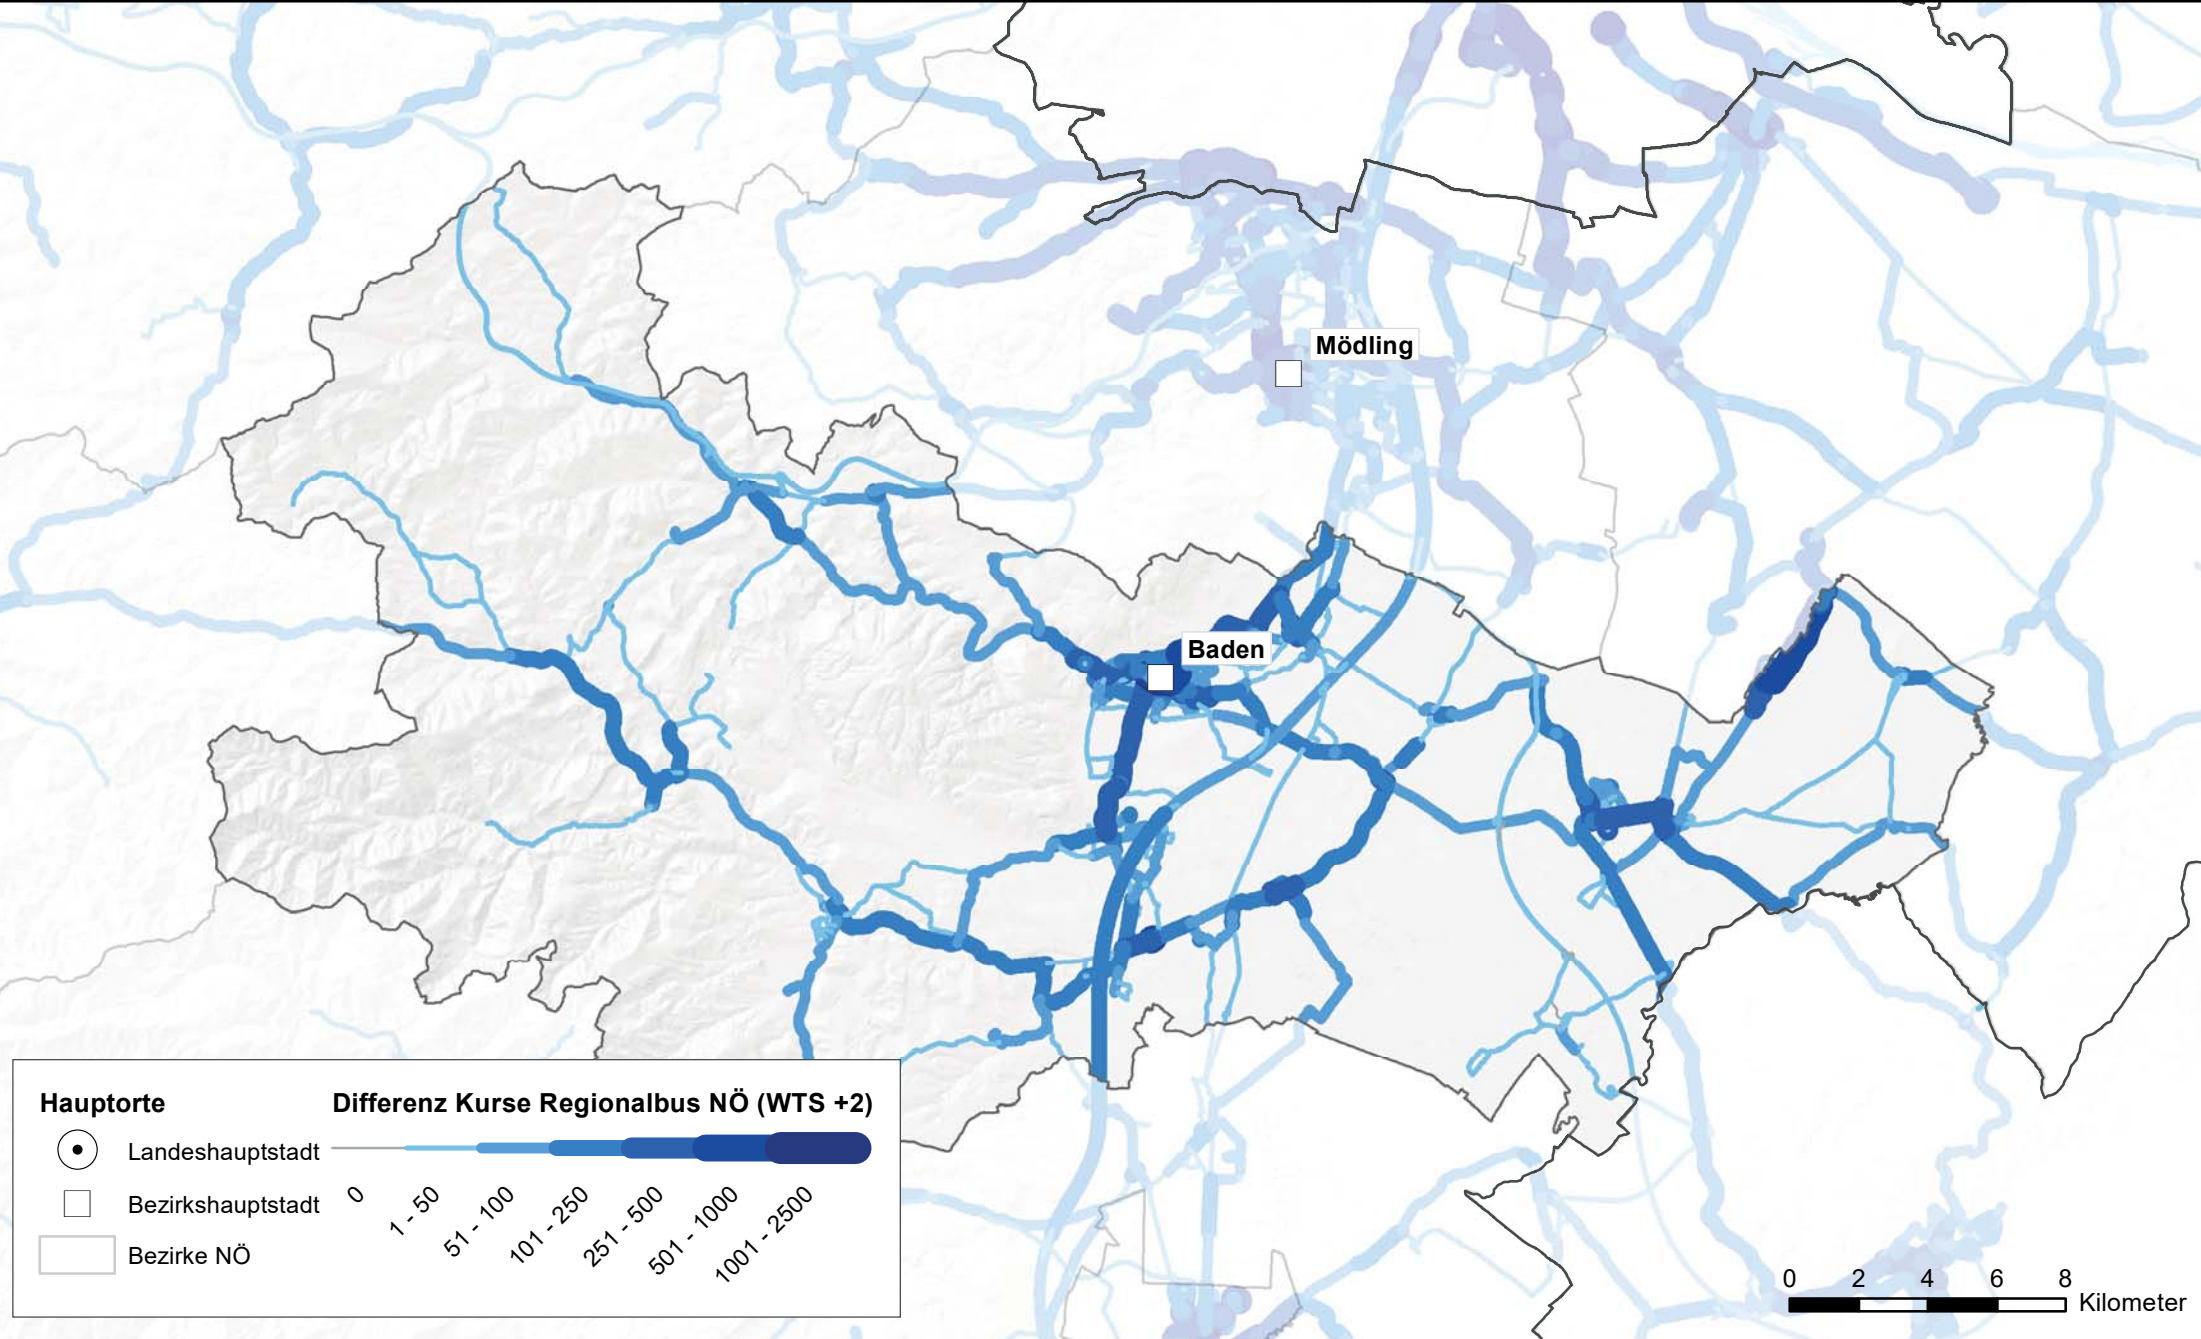 Mödling
Baden
Hauptorte
Landeshauptstadt
Bezirkshauptstadt
Bezirke NÖ
Differenz Kurse Regionalbus NÖ (WTS +2)
0
1 - 50
51 - 100
101 - 250
251 - 500
501 - 1000
1001 - 2500
0 2 4 6 8
Kilometer